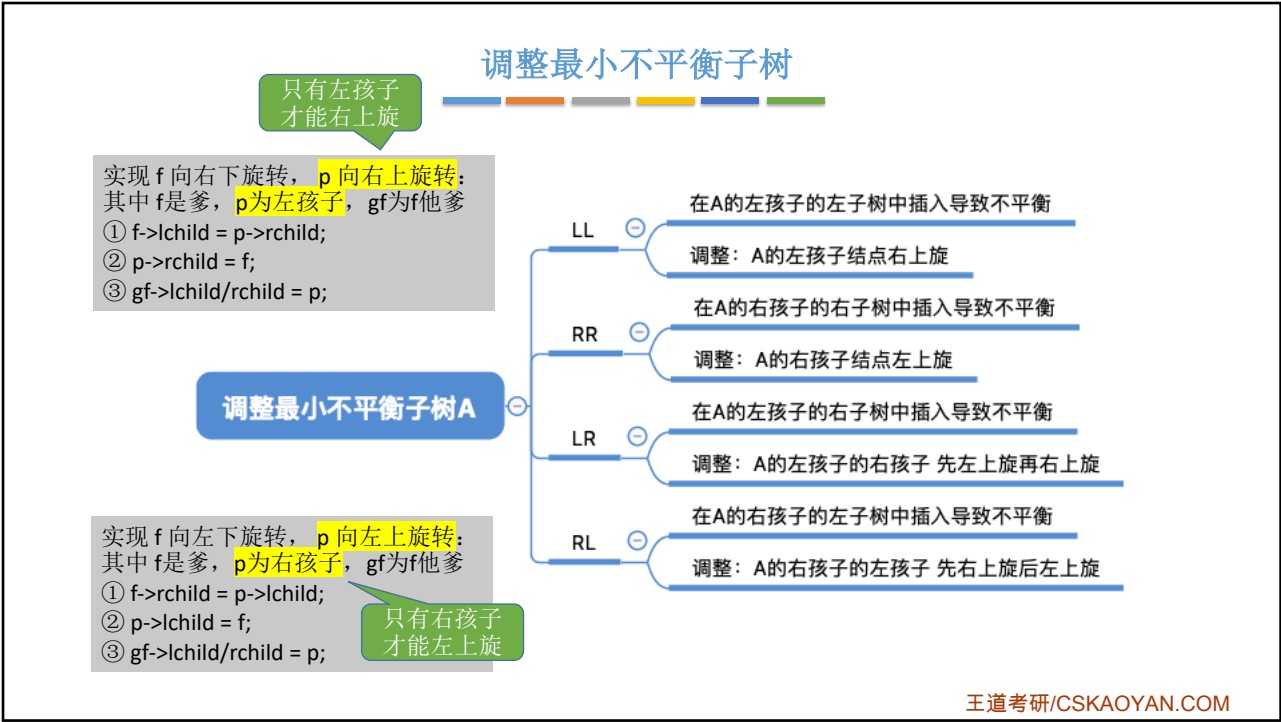 调整最小不平衡子树
只有左孩子
才能右上旋
实现 f 向右下旋转， p 向右上旋转：
其中 f是爹，p为左孩子，gf为f他爹
① f->lchild = p->rchild;
② p->rchild = f;
③ gf->lchild/rchild = p;
调整最小不平衡子树A
LL
在A的左孩子的左子树中插入导致不平衡
调整：A的左孩子结点右上旋
RR
在A的右孩子的右子树中插入导致不平衡
调整：A的右孩子结点左上旋
LR
在A的左孩子的右子树中插入导致不平衡
调整：A的左孩子的右孩子 先左上旋再右上旋
RL
在A的右孩子的左子树中插入导致不平衡
调整：A的右孩子的左孩子 先右上旋后左上旋
实现 f 向左下旋转， p 向左上旋转：
其中 f是爹，p为右孩子，gf为f他爹
① f->rchild = p->lchild;
② p->lchild = f;
③ gf->lchild/rchild = p;
只有右孩子
才能左上旋
王道考研/CSKAOYAN.COM